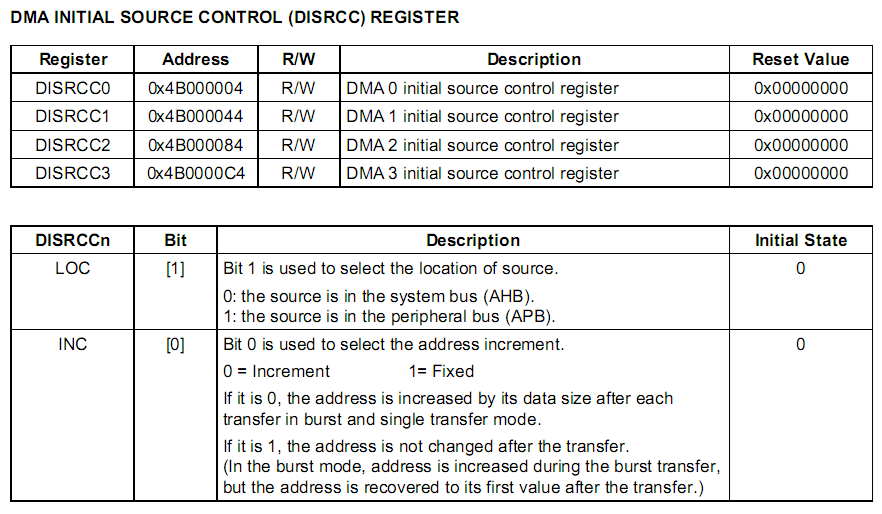 DMA INITIAL SOURCE CONTROL (DISRCC) REGISTER
Register Address R/W Description Reset Value
DISRCC0 0x4B000004 R/W DMA 0 initial source control register 0x00000000
DISRCC1 0x4B000044 R/W DMA 1 initial source control register 0x00000000
DISRCC2 0x4B000084 R/W DMA 2 initial source control register 0x00000000
DISRCC3 0x4B0000C4 R/W DMA 3 initial source control register 0x00000000
DISRCCn Bit Description Initial State
LOC [1] Bit 1 is used to select the location of source. 0
0: the source is in the system bus (AHB).
1: the source is in the peripheral bus (APB).
INC [0] Bit 0 is used to select the address increment. 0
0 = Increment 1= Fixed
If it is 0, the address is increased by its data size after each
transfer in burst and single transfer mode.
If it is 1, the address is not changed after the transfer.
(In the burst mode, address is increased during the burst transfer,
but the address is recovered to its first value after the transfer.)